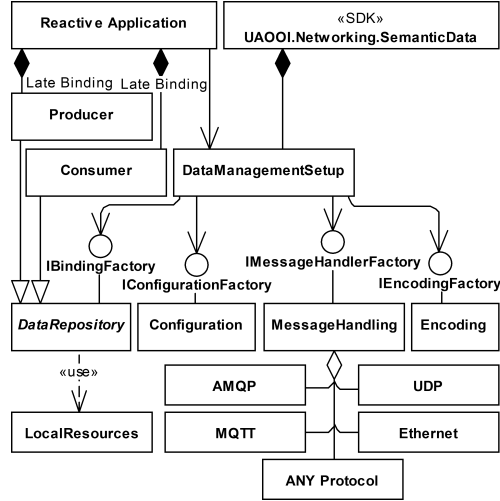 Reactive Application
«SDK»
UAOOI.Networking.SemanticData
Late Binding
Late Binding
Producer
Consumer
DataManagementSetup
IBindingFactory
IConfigurationFactory
IMessageHandlerFactory
IEncodingFactory
DataRepository
Configuration
MessageHandling
Encoding
«use»
AMQP
UDP
LocalResources
MQTT
Ethernet
ANY Protocol